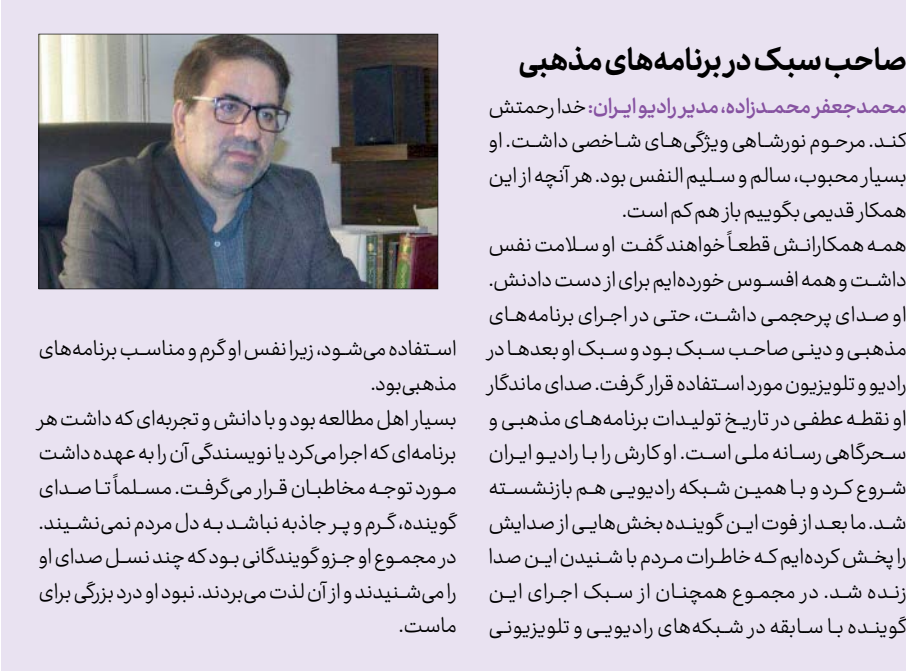 صاحب سبک در برنامه‌های مذهبی
محمدجعفر محمدزاده، مدیر رادیو ایران: خدا رحمتش
کند. مرحوم نورشاهی ویژگی‌های شاخصی داشت. او
بسیار محبوب، سالم و سلیم النفس بود. هر آنچه از این
همکار قدیمی بگوییم باز هم کم است.
همه همکارانش قطعاً خواهند گفت او سلامت نفس
داشت و همه افسوس خورده‌ایم برای از دست دادنش.
او صدای پرحجمی داشت، حتی در اجرای برنامه‌های
مذهبی و دینی صاحب سبک بود و سبک او بعدها در
رادیو و تلویزیون مورد استفاده قرار گرفت. صدای ماندگار
او نقطه عطفی در تاریخ تولیدات برنامه‌های مذهبی و
سحرگاهی رسانه ملی است. او کارش را با رادیو ایران
شروع کرد و با همین شبکه رادیویی هم بازنشسته
شد. ما بعد از فوت این گوینده بخش‌هایی از صدایش
را پخش کرده‌ایم که خاطرات مردم با شنیدن این صدا
زنده شد. در مجموع همچنان از سبک اجرای این
گوینده با سابقه در شبکه‌های رادیویی و تلویزیونی
استفاده می‌شود، زیرا نفس او گرم و مناسب برنامه‌های
مذهبی‌بود.
بسیار اهل مطالعه بود و با دانش و تجربه‌ای که داشت هر
برنامه‌ای که اجرا می‌کرد یا نویسندگی آن را به عهده داشت
مورد توجه مخاطبان قرار می‌گرفت. مسلماً تا صدای
گوینده، گرم و پر جاذبه نباشد به دل مردم نمی‌نشیند.
در مجموع او جزو گویندگانی بود که چند نسل صدای او
را می‌شنیدند و از آن لذت می‌بردند. نبود او درد بزرگی برای
ماست.